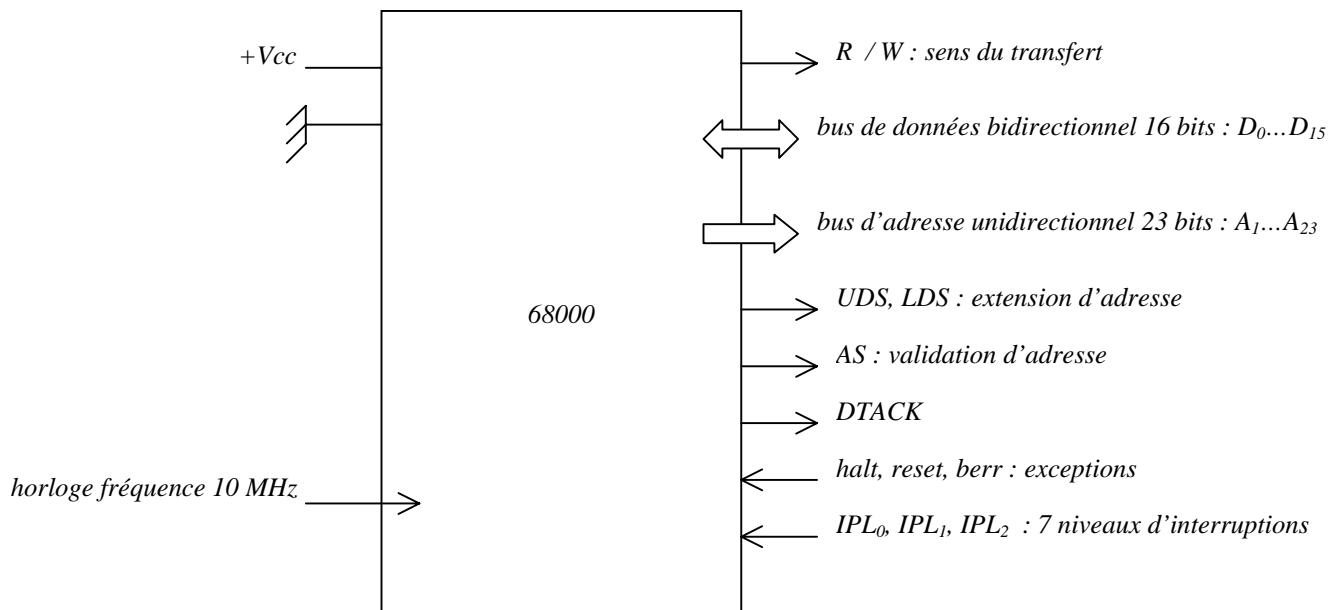 +Vcc
R / W : sens du transfert
bus de données bidirectionnel 16 bits : D0...D15
bus d'adresse unidirectionnel 23 bits : A1...A23
68000
UDS, LDS : extension d'adresse
AS : validation d'adresse
DTACK
halt, reset, berr : exceptions
horloge fréquence 10 MHz
IPL0, IPL1, IPL2 : 7 niveaux d'interruptions